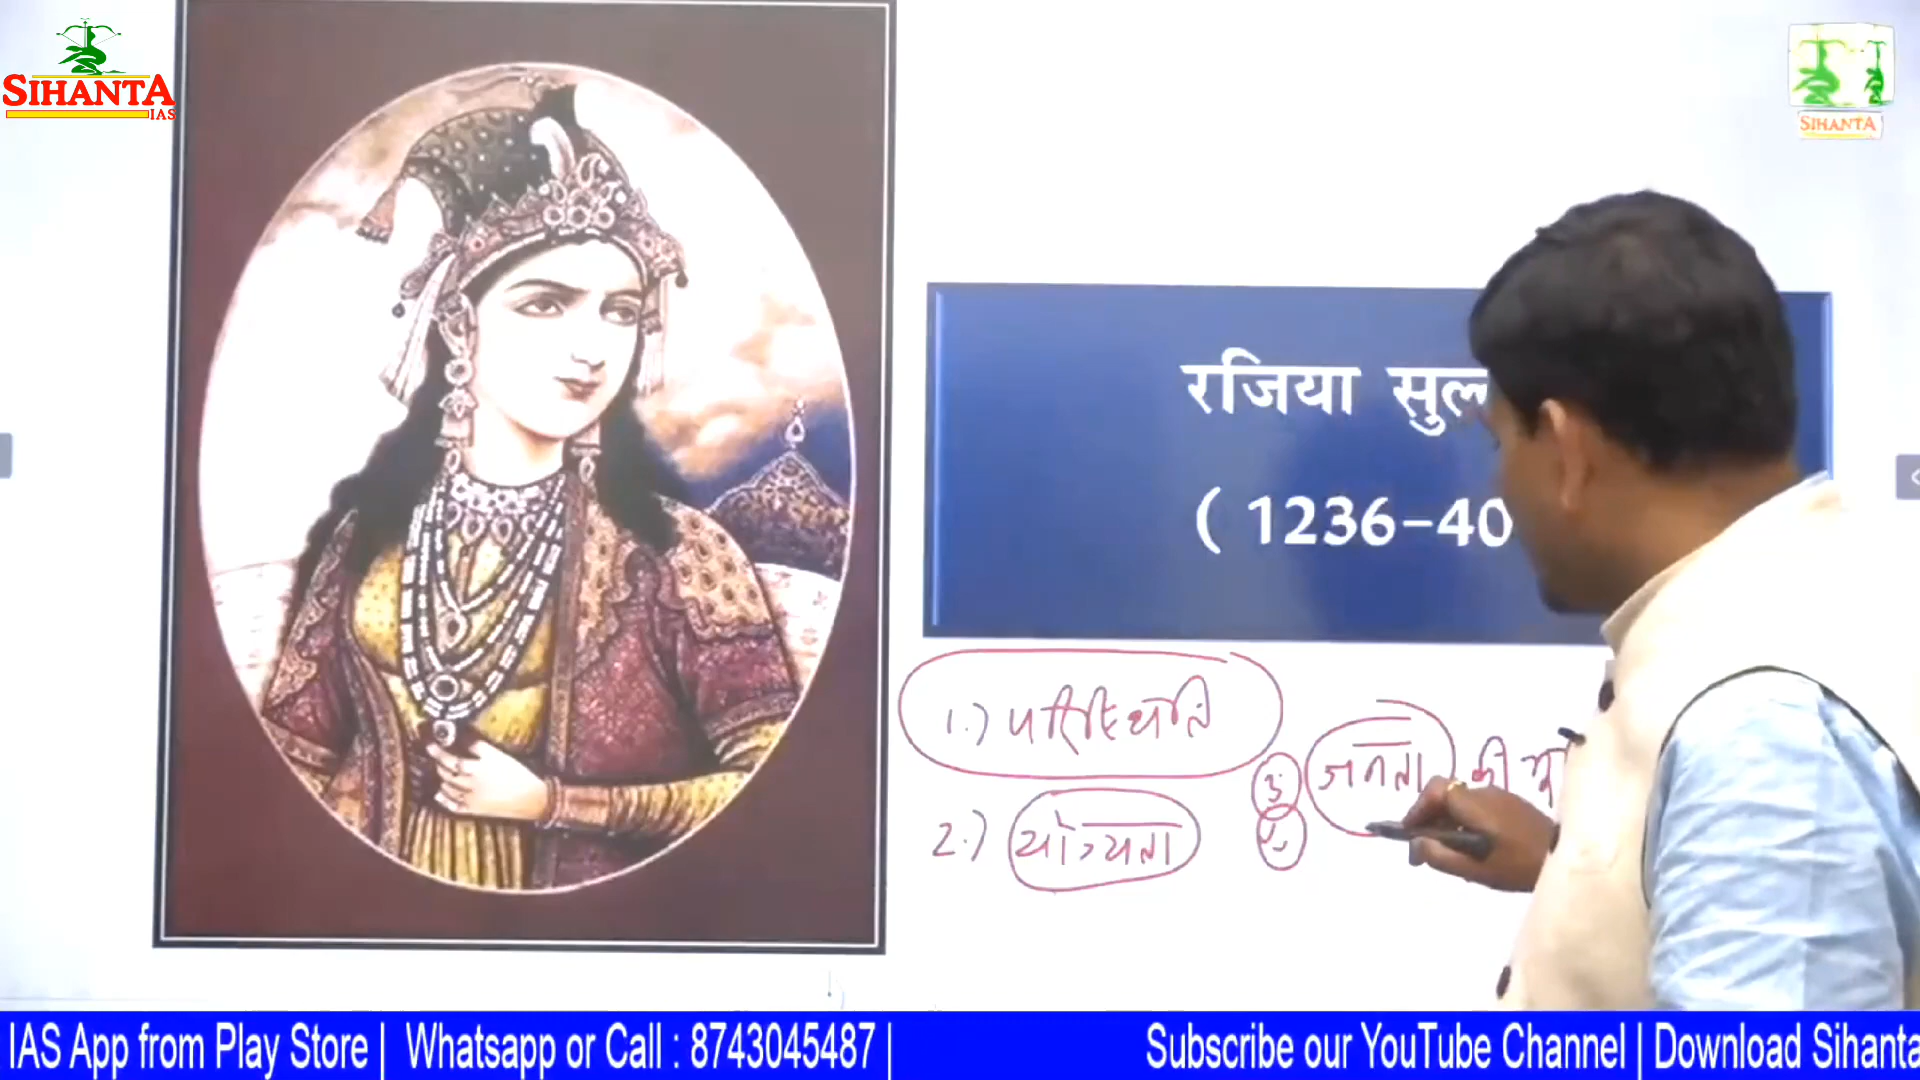 SIHANTA
IAS
SIHANTA
रजिया सुल्
( 1236-40
1.) परिस्थिति
3. जनता की भू
2.) योग्यता
IAS App from Play Store | Whatsapp or Call : 8743045487 | Subscribe our YouTube Channel | Download Sihanta